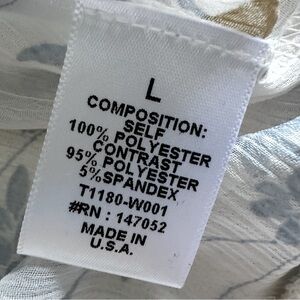 L
COMPOSITION:
SELF
100% POLYESTER
CONTRAST
95% POLYESTER
5% SPANDEX
T1180-W001
#RN : 147052
MADE IN
U.S.A.